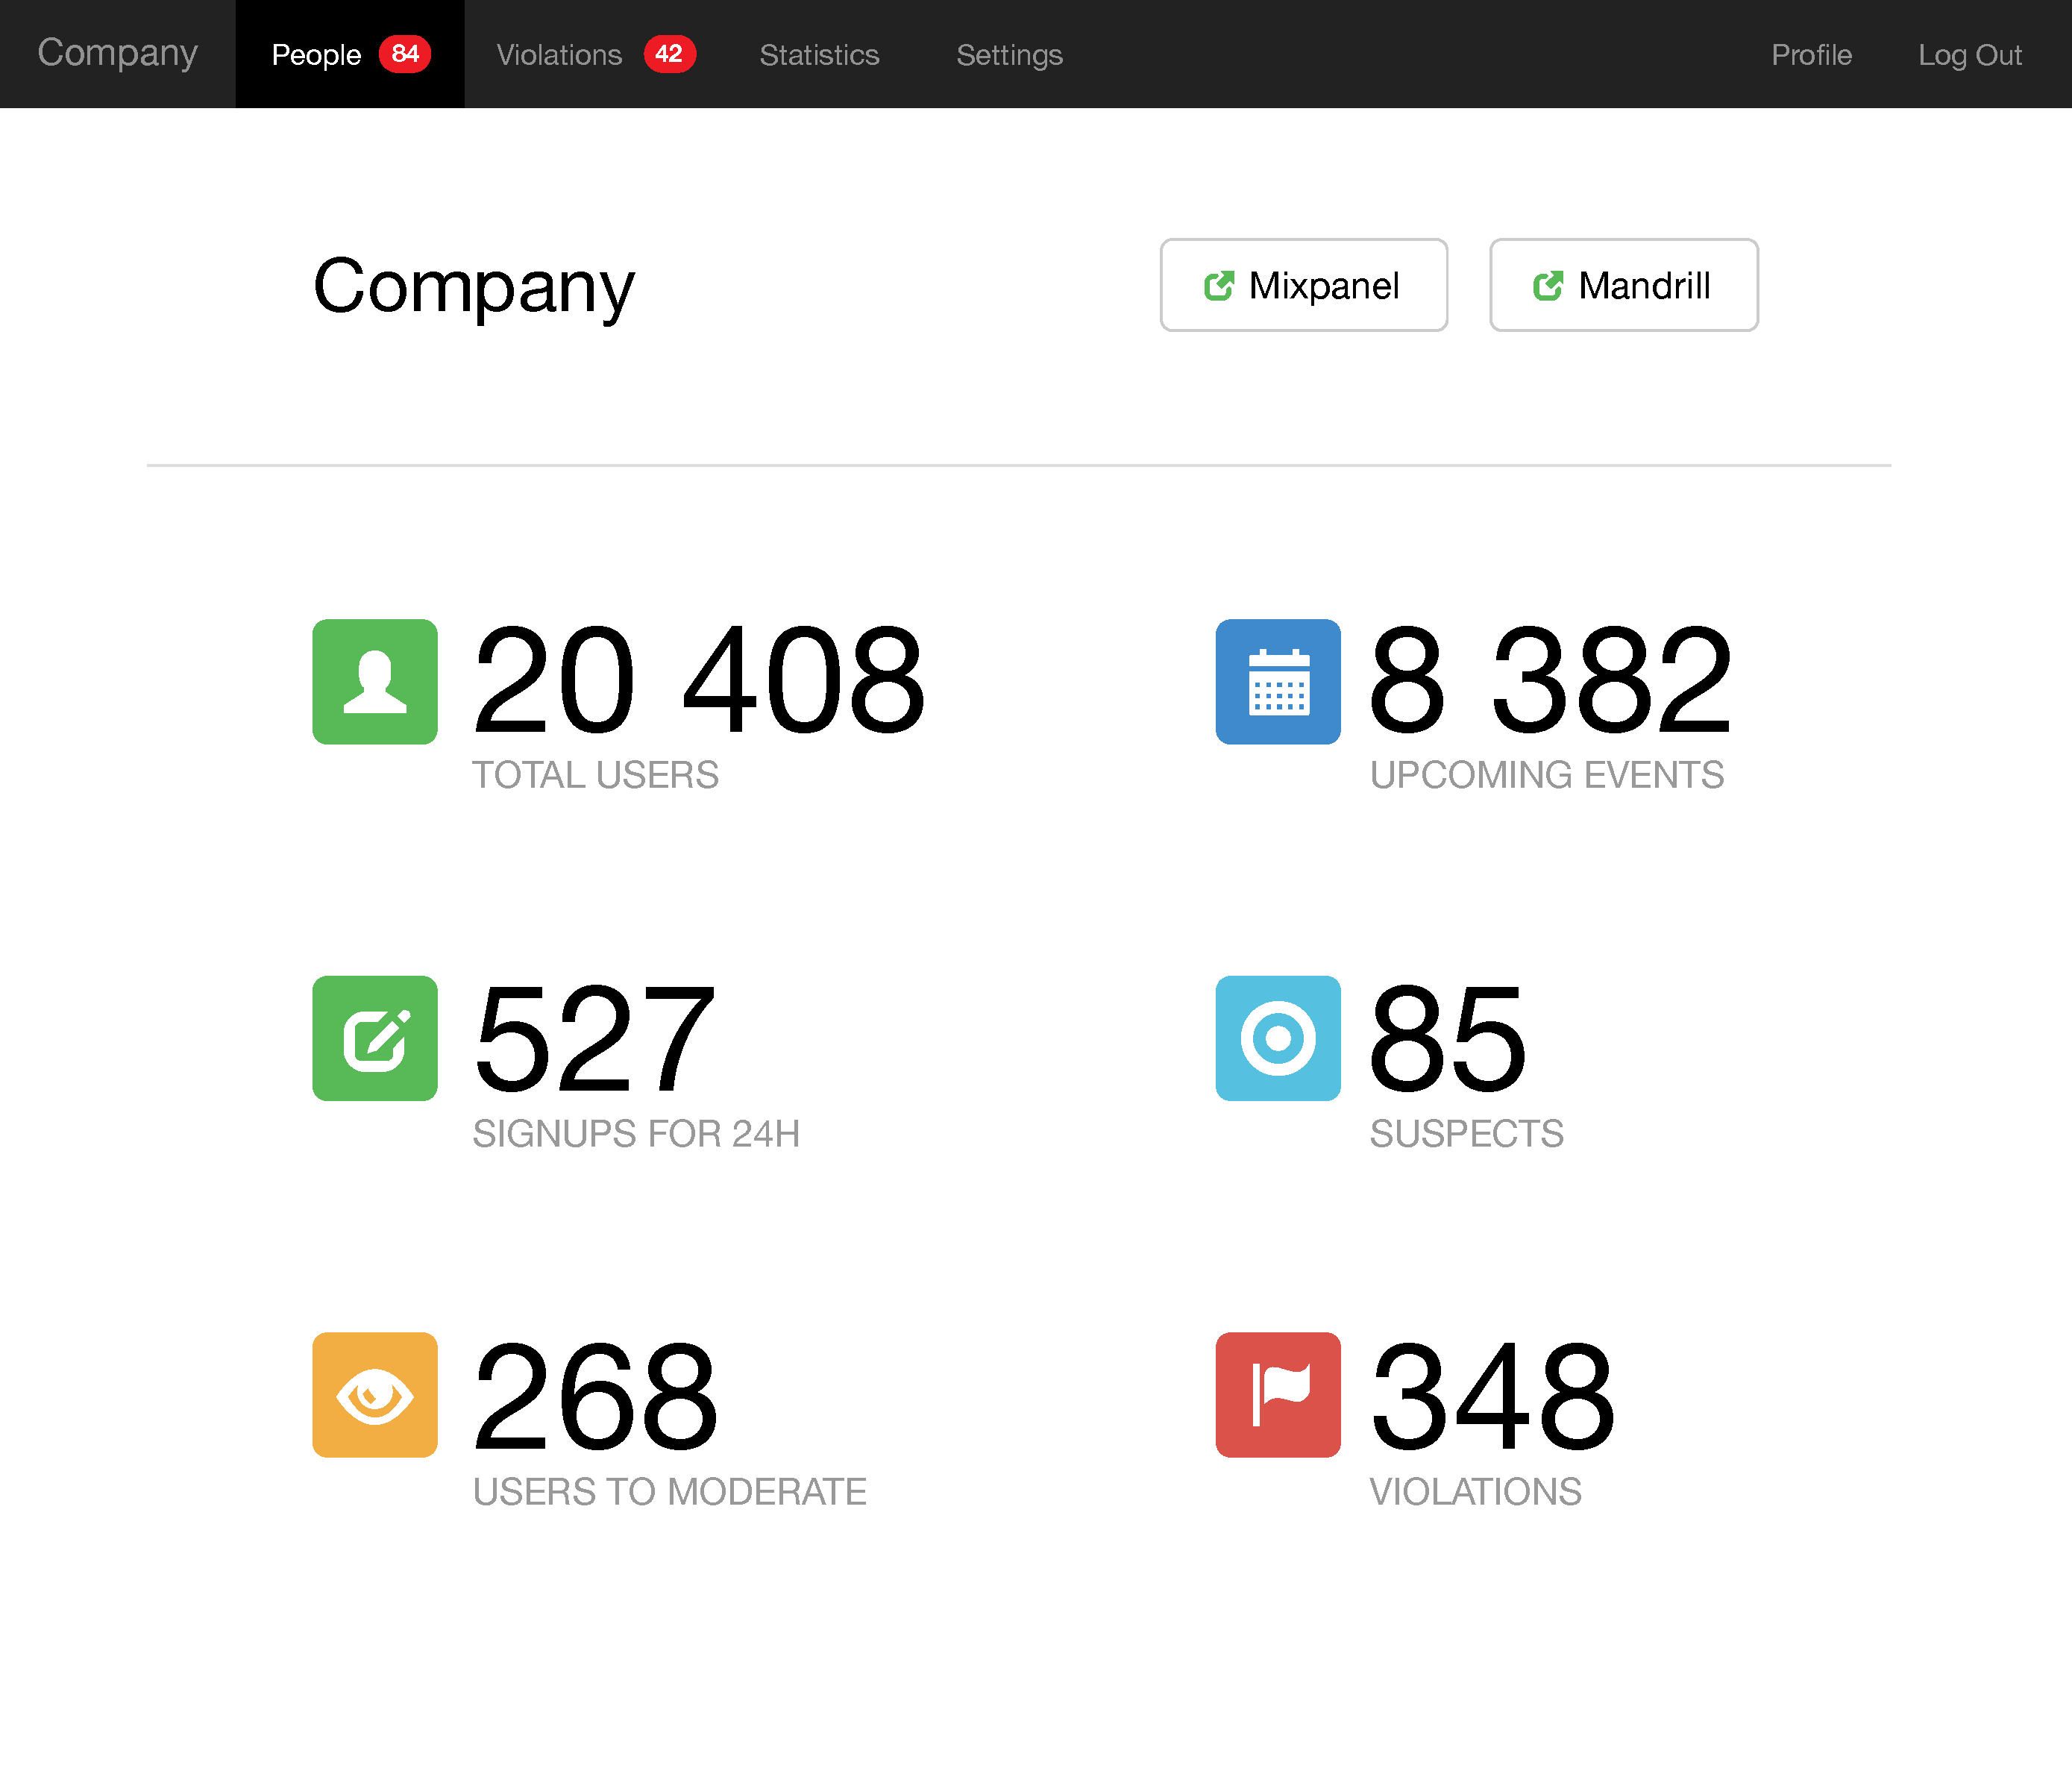 Company People 84 Violations 42 Statistics Settings Profile Log Out
Company Mixpanel Mandrill
20 408
TOTAL USERS
8 382
UPCOMING EVENTS
527
SIGNUPS FOR 24H
85
SUSPECTS
268
USERS TO MODERATE
348
VIOLATIONS